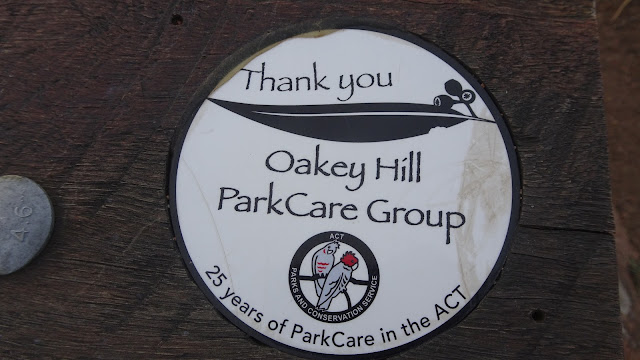 Thank you
Oakey Hill
ParkCare Group
ACT
PARKS AND CONSERVATION SERVICE
25 years of ParkCare in the ACT
46